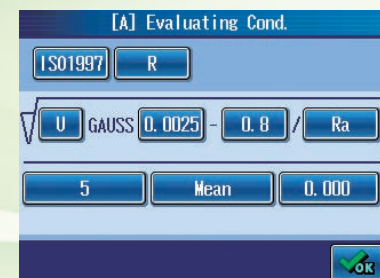 [A] Evaluating Cond.
ISO1997 R
U GAUSS 0.0025 - 0.8 / Ra
5 Mean 0.000
OK